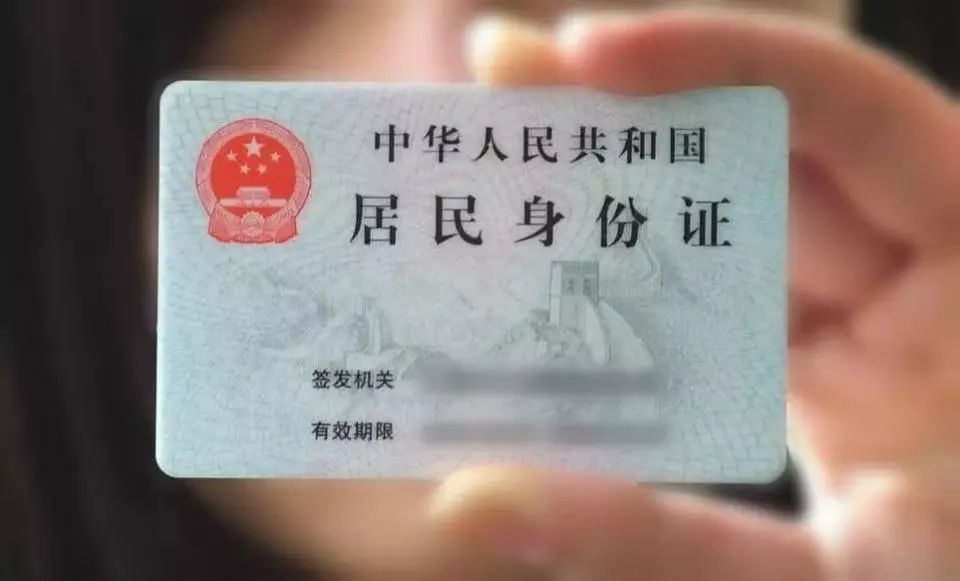 中华人民共和国
居民身份证
签发机关
有效期限